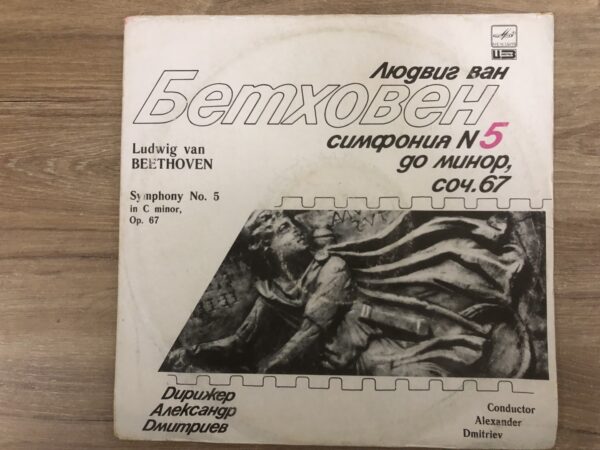 Людвиг ван
Бетховен
симфония N5
до минор,
соч. 67
Ludwig van
BEETHOVEN
Symphony No. 5
in C minor,
Op. 67
Дирижер
Александр
Дмитриев
Conductor
Alexander
Dmitriev